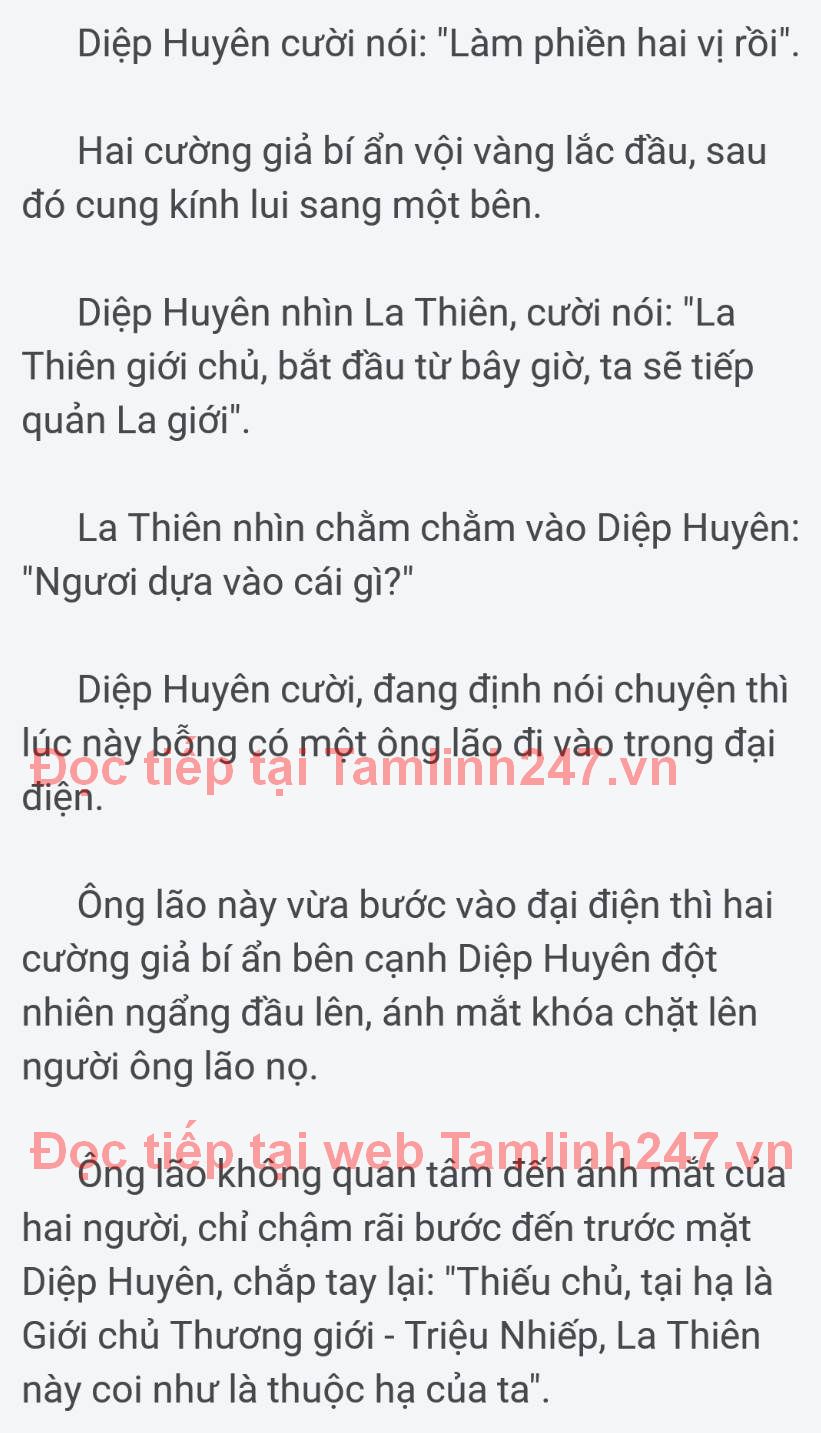 Diệp Huyên cười nói: "Làm phiền hai vị rồi".
Hai cường giả bí ẩn vội vàng lắc đầu, sau
đó cung kính lui sang một bên.
Diệp Huyên nhìn La Thiên, cười nói: "La
Thiên giới chủ, bắt đầu từ bây giờ, ta sẽ tiếp
quản La giới".
La Thiên nhìn chằm chằm vào Diệp Huyên:
"Ngươi dựa vào cái gì?"
Diệp Huyên cười, đang định nói chuyện thì
lúc này bỗng có một ông lão đi vào trong đại
Đọc tiếp tại Tamlinh247.vn
điện.
Ông lão này vừa bước vào đại điện thì hai
cường giả bí ẩn bên cạnh Diệp Huyên đột
nhiên ngẩng đầu lên, ánh mắt khóa chặt lên
người ông lão nọ.
Đọc tiếp tại web Tamlinh247.vn
Ông lão không quan tâm đến ánh mắt của
hai người, chỉ chậm rãi bước đến trước mặt
Diệp Huyên, chắp tay lại: "Thiếu chủ, tại hạ là
Giới chủ Thương giới - Triệu Nhiếp, La Thiên
này coi như là thuộc hạ của ta".